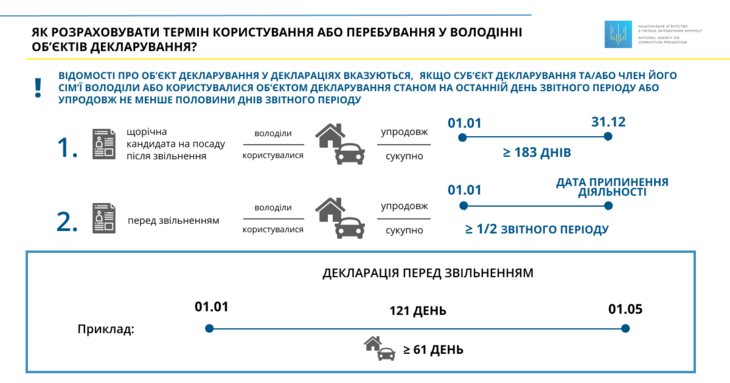 ЯК РОЗРАХОВУВАТИ ТЕРМІН КОРИСТУВАННЯ АБО ПЕРЕБУВАННЯ У ВОЛОДІННІ
ОБ’ЄКТІВ ДЕКЛАРУВАННЯ?
НАЦІОНАЛЬНЕ АГЕНТСТВО
З ПИТАНЬ ЗАПОБІГАННЯ КОРУПЦІЇ
NATIONAL AGENCY ON
CORRUPTION PREVENTION
! ВІДОМОСТІ ПРО ОБ’ЄКТ ДЕКЛАРУВАННЯ У ДЕКЛАРАЦІЯХ ВКАЗУЮТЬСЯ, ЯКЩО СУБ’ЄКТ ДЕКЛАРУВАННЯ ТА/АБО ЧЛЕН ЙОГО
СІМ’Ї ВОЛОДІЛИ АБО КОРИСТУВАЛИСЯ ОБ’ЄКТОМ ДЕКЛАРУВАННЯ СТАНОМ НА ОСТАННІЙ ДЕНЬ ЗВІТНОГО ПЕРІОДУ АБО
УПРОДОВЖ НЕ МЕНШЕ ПОЛОВИНИ ДНІВ ЗВІТНОГО ПЕРІОДУ
1.
щорічна
кандидата на посаду
після звільнення
володіли
користувалися
упродовж
сукупно
01.01
31.12
≥ 183 ДНІВ
2.
перед звільненням
володіли
користувалися
упродовж
сукупно
01.01
ДАТА ПРИПИНЕННЯ
ДІЯЛЬНОСТІ
≥ 1/2 ЗВІТНОГО ПЕРІОДУ
ДЕКЛАРАЦІЯ ПЕРЕД ЗВІЛЬНЕННЯМ
Приклад:
01.01
121 ДЕНЬ
01.05
≥ 61 ДЕНЬ